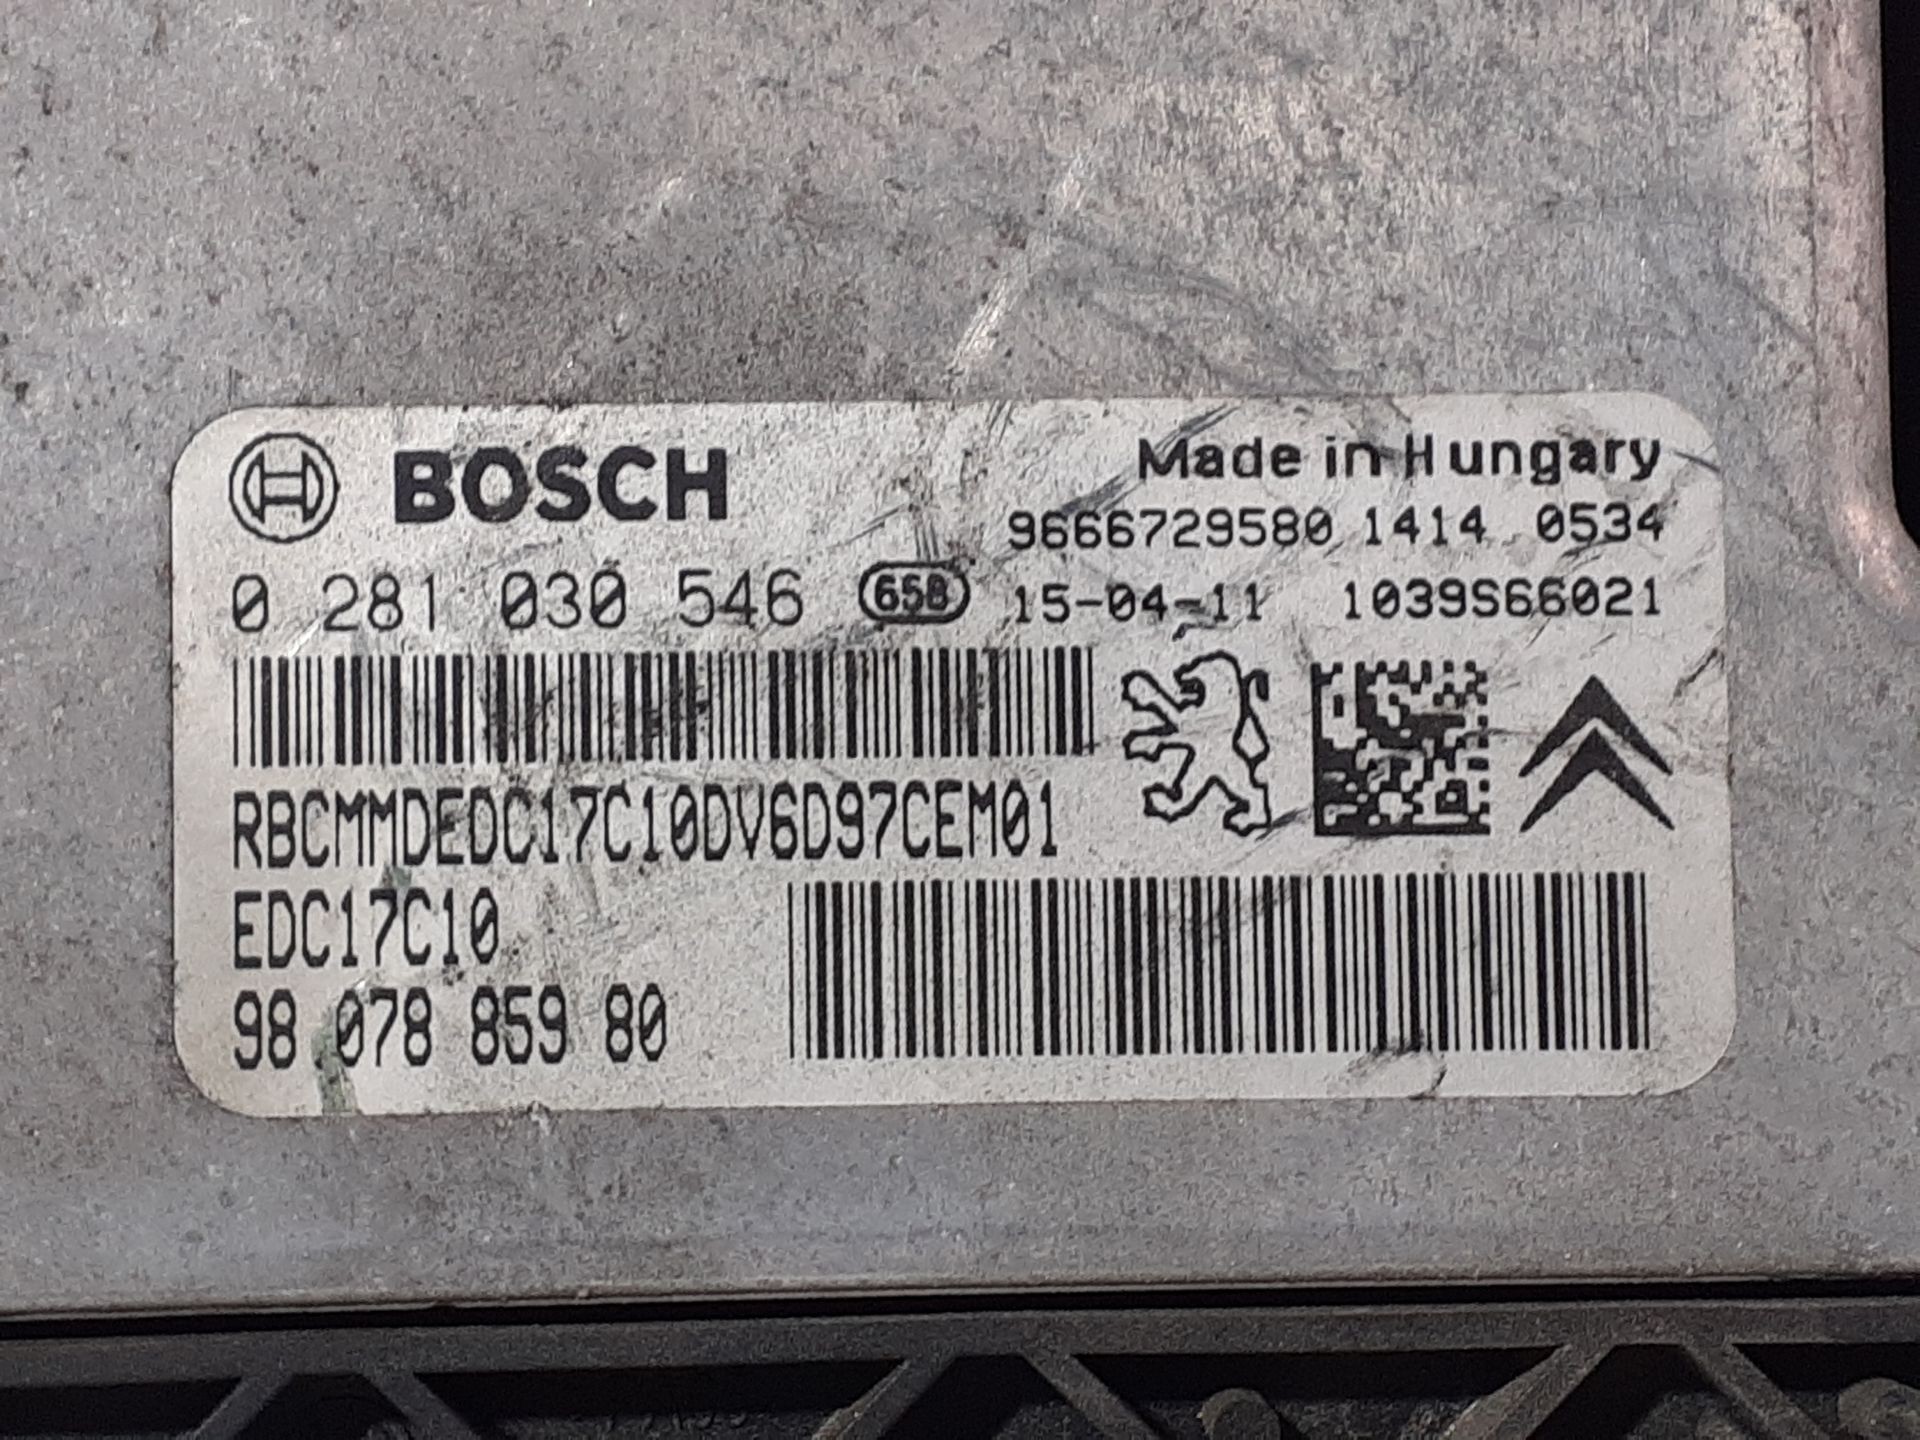 BOSCH
Made in Hungary
9666729580 1414 0534
0 281 030 546 658 15-04-11 1039S66021
RBCMMDEDC17C10DV6D97CEM01
EDC17C10
98 078 859 80